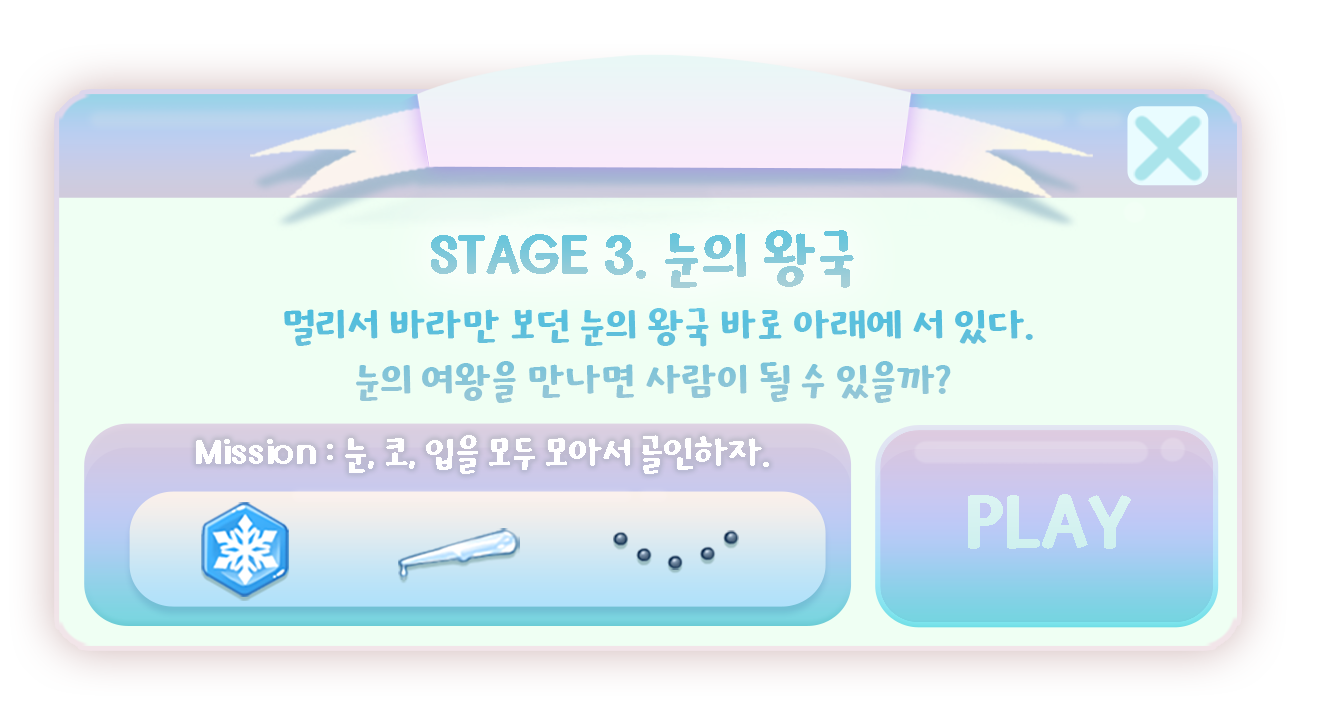 STAGE 3. 눈의 왕국
멀리서 바라만 보던 눈의 왕국 바로 아래에 서 있다.
눈의 여왕을 만나면 사람이 될 수 있을까?
Mission : 눈, 코, 입을 모두 모아서 골인하자.
PLAY